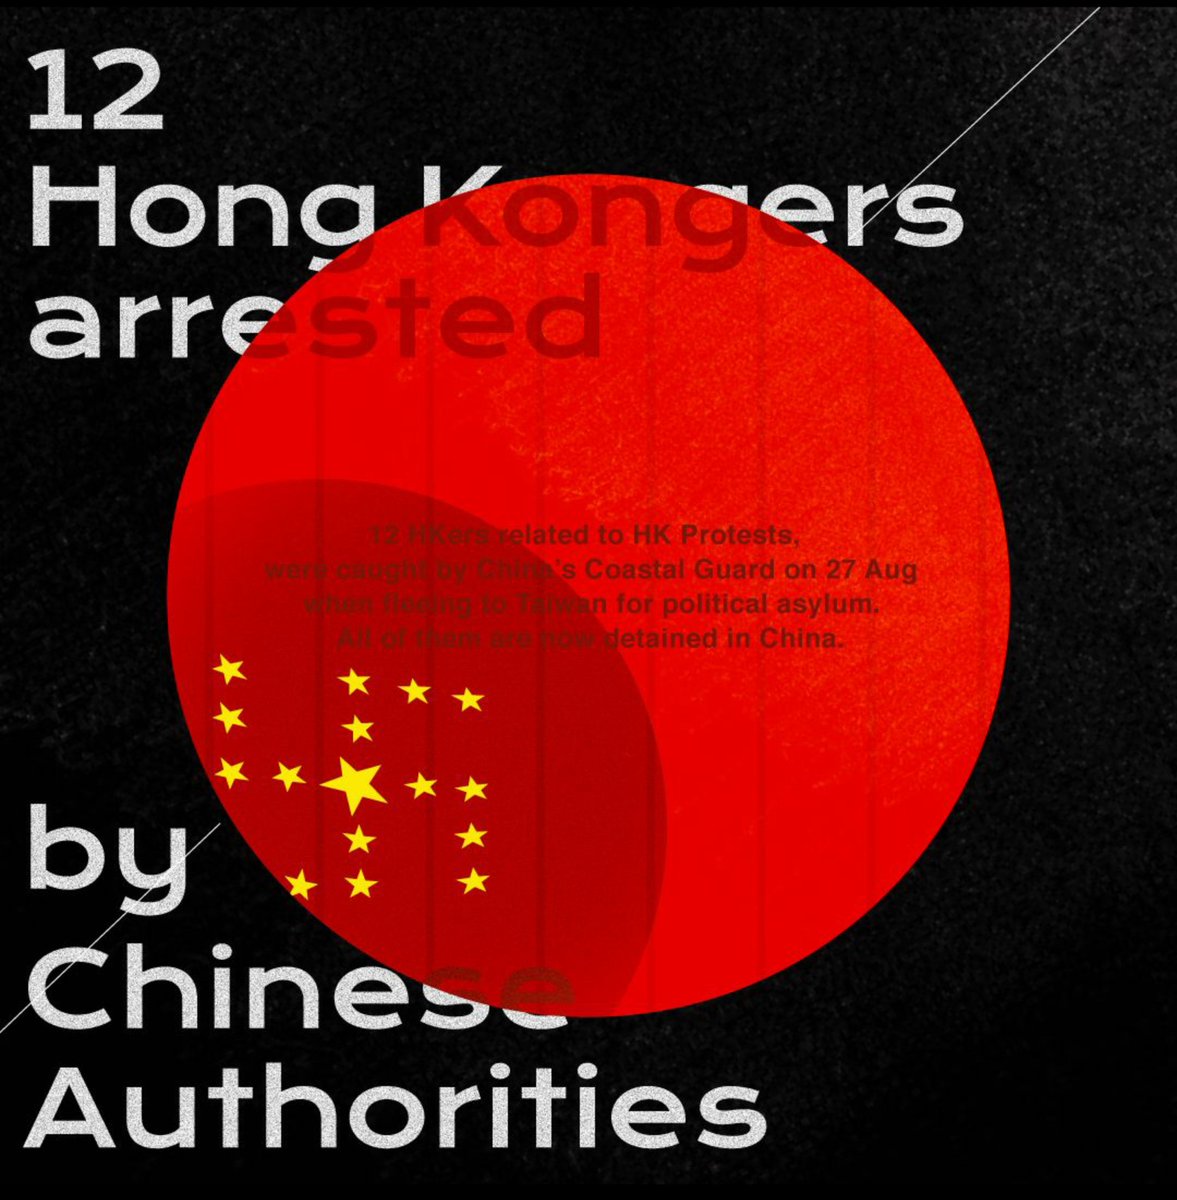 12
Hong Kongers
arrested
12 HKers related to HK Protests,
were caught by China's Coastal Guard on 27 Aug
when fleeing to Taiwan for political asylum.
All of them are now detained in China.
by
Chinese
Authorities